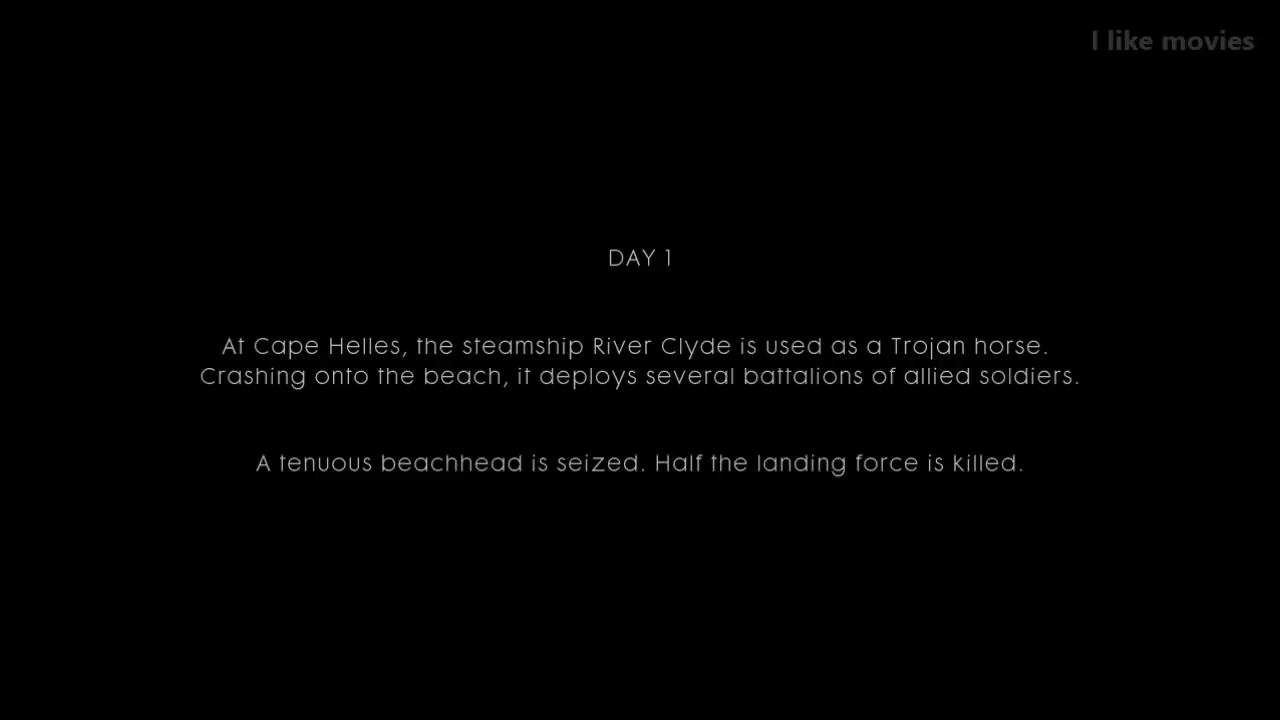 I like movies
DAY 1
At Cape Helles, the steamship River Clyde is used as a Trojan horse.
Crashing onto the beach, it deploys several battalions of allied soldiers.
A tenuous beachhead is seized. Half the landing force is killed.